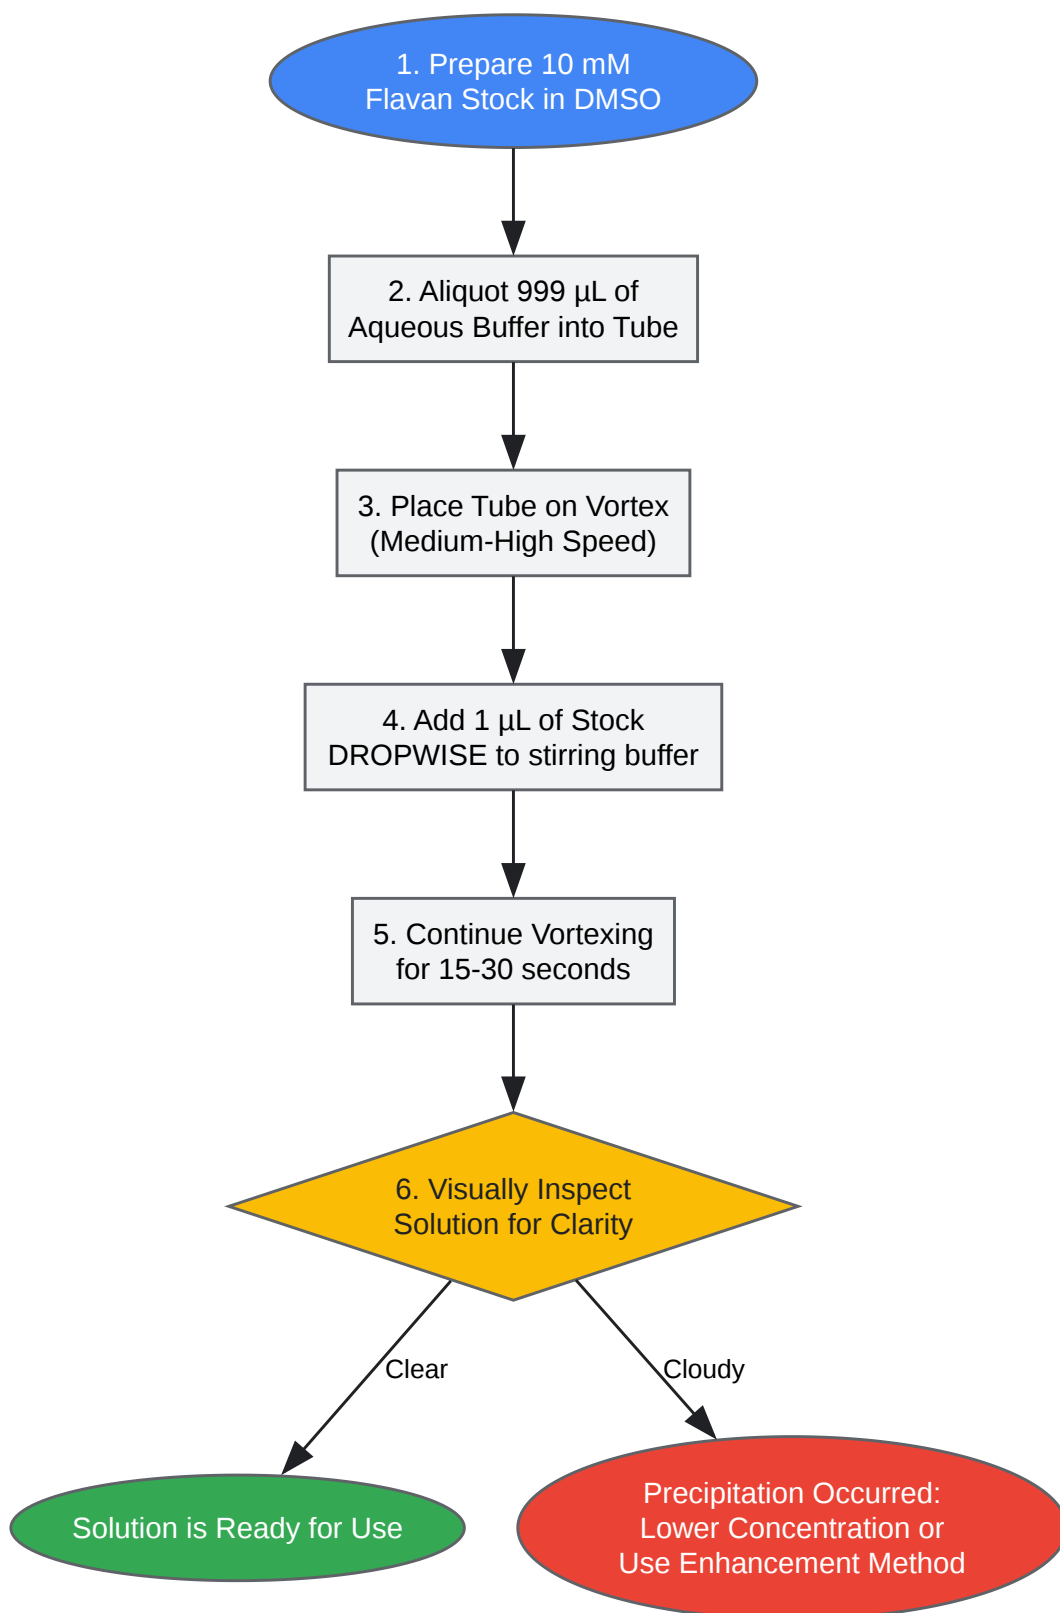 1. Prepare 10 mM
Flavan Stock in DMSO
2. Aliquot 999 µL of
Aqueous Buffer into Tube
3. Place Tube on Vortex
(Medium-High Speed)
4. Add 1 µL of Stock
DROPWISE to stirring buffer
5. Continue Vortexing
for 15-30 seconds
6. Visually Inspect
Solution for Clarity
Clear
Cloudy
Solution is Ready for Use
Precipitation Occurred:
Lower Concentration or
Use Enhancement Method